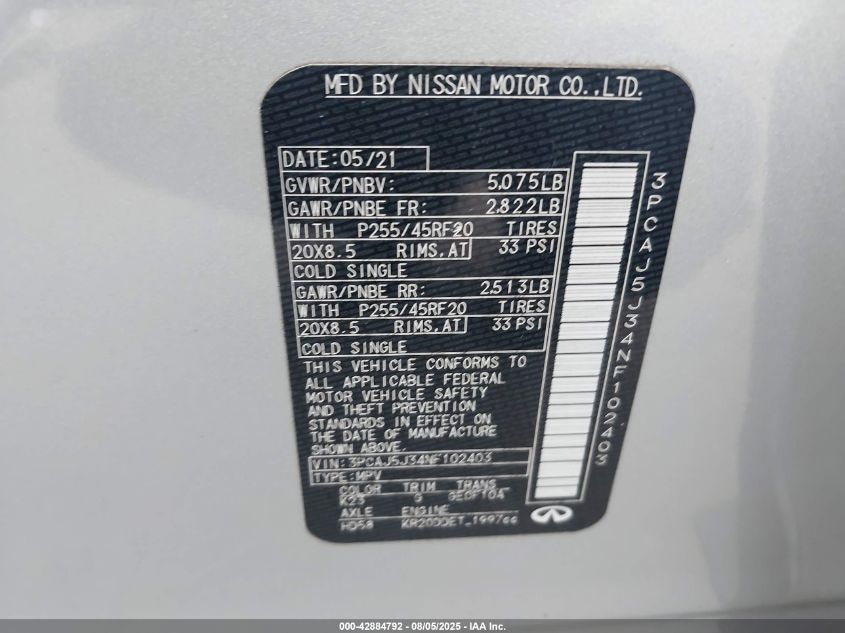 MFD BY NISSAN MOTOR CO.,LTD.
DATE:05/21
GVWR/PNBV: 5,075LB
GAWR/PNBE FR: 2,822LB
WITH P255/45RF20 TIRES
20X8.5 RIMS,AT 33 PSI
COLD SINGLE
GAWR/PNBE RR: 2,513LB
WITH P255/45RF20 TIRES
20X8.5 RIMS,AT 33 PSI
COLD SINGLE
THIS VEHICLE CONFORMS TO
ALL APPLICABLE FEDERAL
MOTOR VEHICLE SAFETY
AND THEFT PREVENTION
STANDARDS IN EFFECT ON
THE DATE OF MANUFACTURE
SHOWN ABOVE.
VIN: 3PCAJ5J34NF102403
TYPE: MPV
COLOR TRIM TRANS
K23 G
AXLE ENGINE
KR20DDET 1997cc
3PCAJ5J34NF102403
000-42884792 - 08/05/2025 - IAA Inc.